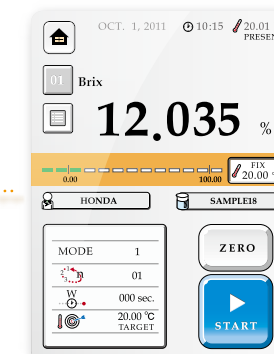 OCT. 1, 2011 10:15 20.01
PRESEN
01 Brix
12.035 %
0.00 100.00
FIX
20.00 °
HONDA SAMPLE18
MODE 1
n 01
W 000 sec.
20.00 °C
TARGET
ZERO
START